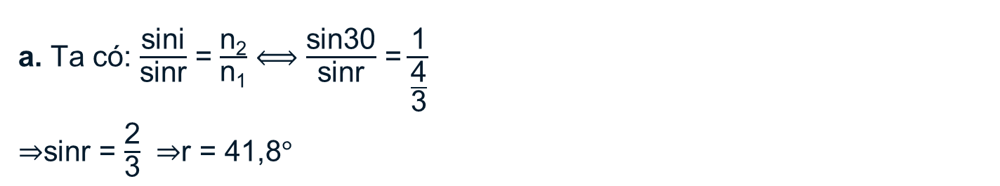 a. Ta có: sini/sinr = n₂/n₁ ⟺ sin30/sinr = 1/(4/3)
⇒sinr = 2/3 ⇒r = 41,8°